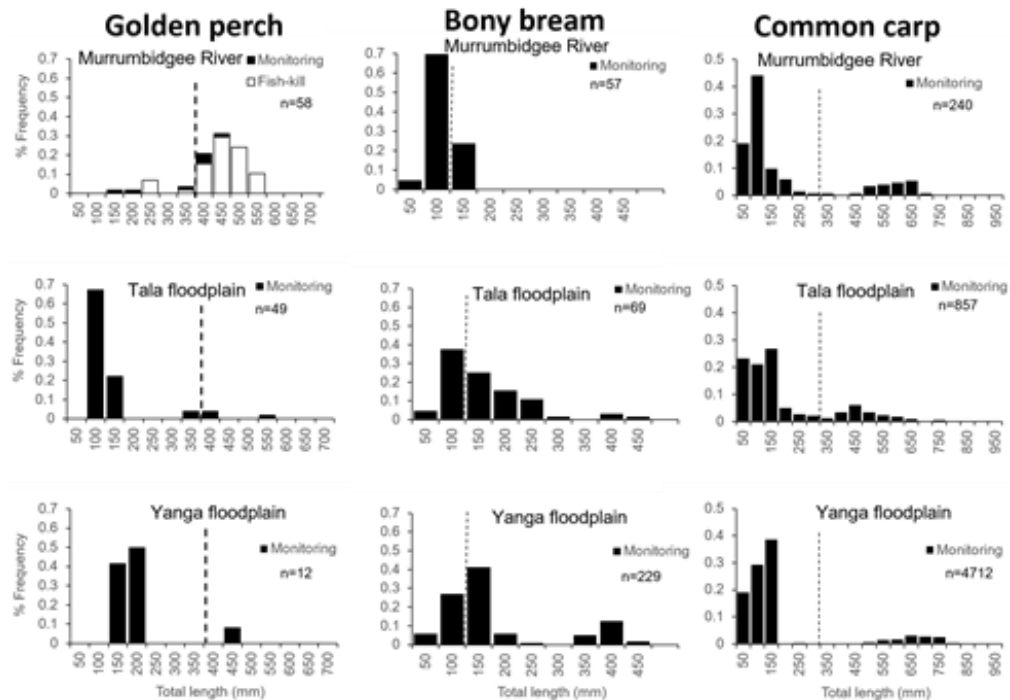 Golden perch
Bony bream
Common carp
Murrumbidgee River
Monitoring
Fish-kill
n=58
% Frequency
0.7
0.6
0.5
0.4
0.3
0.2
0.1
0
50 100 150 200 250 300 350 400 450 500 550 600 650 700
Murrumbidgee River
Monitoring
n=57
0.7
0.6
0.5
0.4
0.3
0.2
0.1
0
50 100 150 200 250 300 350 400 450
Murrumbidgee River
Monitoring
n=240
0.5
0.4
0.3
0.2
0.1
0
50 150 250 350 450 550 650 750 850 950
Tala floodplain
Monitoring
n=49
% Frequency
0.7
0.6
0.5
0.4
0.3
0.2
0.1
0
50 100 150 200 250 300 350 400 450 500 550 600 650 700
Tala floodplain
Monitoring
n=69
0.7
0.6
0.5
0.4
0.3
0.2
0.1
0
50 100 150 200 250 300 350 400 450
Tala floodplain
Monitoring
n=857
0.5
0.4
0.3
0.2
0.1
0
50 150 250 350 450 550 650 750 850 950
Yanga floodplain
Monitoring
n=12
% Frequency
0.7
0.6
0.5
0.4
0.3
0.2
0.1
0
50 100 150 200 250 300 350 400 450 500 550 600 650 700
Total length (mm)
Yanga floodplain
Monitoring
n=229
0.7
0.6
0.5
0.4
0.3
0.2
0.1
0
50 100 150 200 250 300 350 400 450
Total length (mm)
Yanga floodplain
Monitoring
n=4712
0.5
0.4
0.3
0.2
0.1
0
50 150 250 350 450 550 650 750 850 950
Total length (mm)